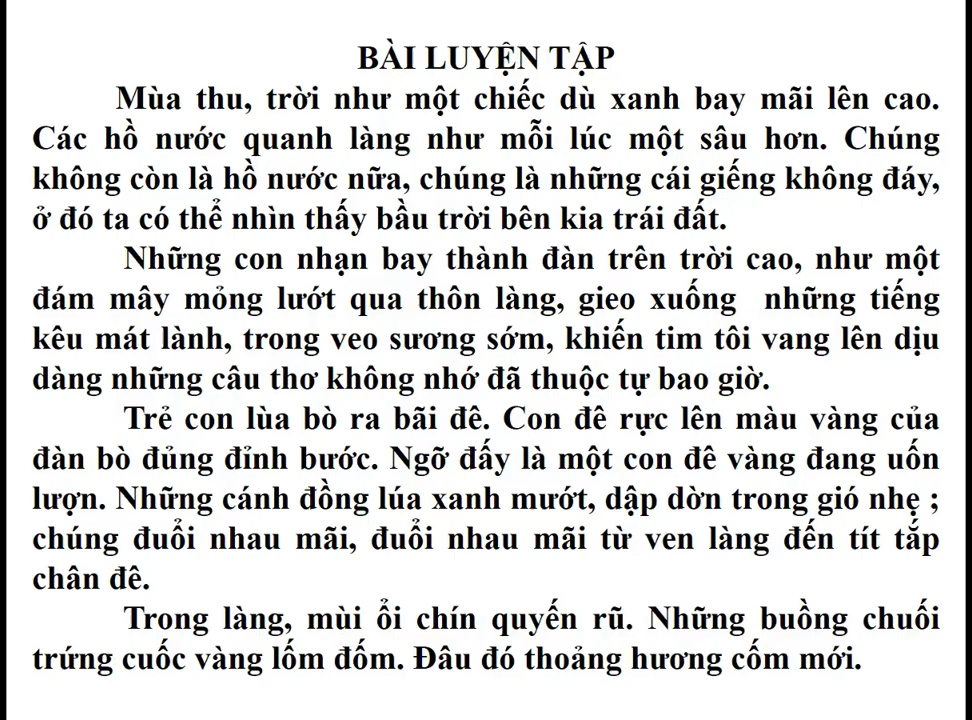 BÀI LUYỆN TẬP
Mùa thu, trời như một chiếc dù xanh bay mãi lên cao.
Các hồ nước quanh làng như mỗi lúc một sâu hơn. Chúng
không còn là hồ nước nữa, chúng là những cái giếng không đáy,
ở đó ta có thể nhìn thấy bầu trời bên kia trái đất.
Những con nhạn bay thành đàn trên trời cao, như một
đám mây mỏng lướt qua thôn làng, gieo xuống những tiếng
kêu mát lành, trong veo sương sớm, khiến tim tôi vang lên dịu
dàng những câu thơ không nhớ đã thuộc tự bao giờ.
Trẻ con lùa bò ra bãi đê. Con đê rực lên màu vàng của
đàn bò đủng đỉnh bước. Ngỡ đấy là một con đê vàng đang uốn
lượn. Những cánh đồng lúa xanh mướt, dập dờn trong gió nhẹ ;
chúng đuổi nhau mãi, đuổi nhau mãi từ ven làng đến tít tắp
chân đê.
Trong làng, mùi ổi chín quyến rũ. Những buồng chuối
trứng cuốc vàng lốm đốm. Đâu đó thoảng hương cốm mới.